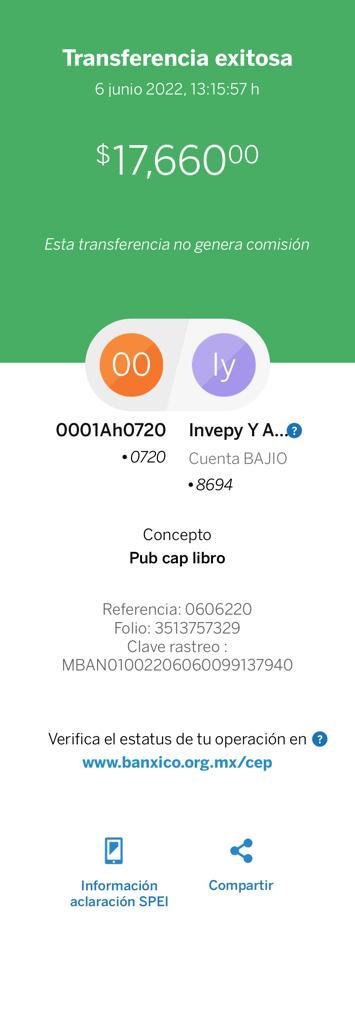 Transferencia exitosa
6 junio 2022, 13:15:57 h
$17,660.00
Esta transferencia no genera comisión
00
Iy
0001Ah0720
•0720
Invepy Y A...?
Cuenta BAJIO
•8694
Concepto
Pub cap libro
Referencia: 0606220
Folio: 3513757329
Clave rastreo :
MBAN01002206060099137940
Verifica el estatus de tu operación en ?
www.banxico.org.mx/cep
Información
aclaración SPEI
Compartir